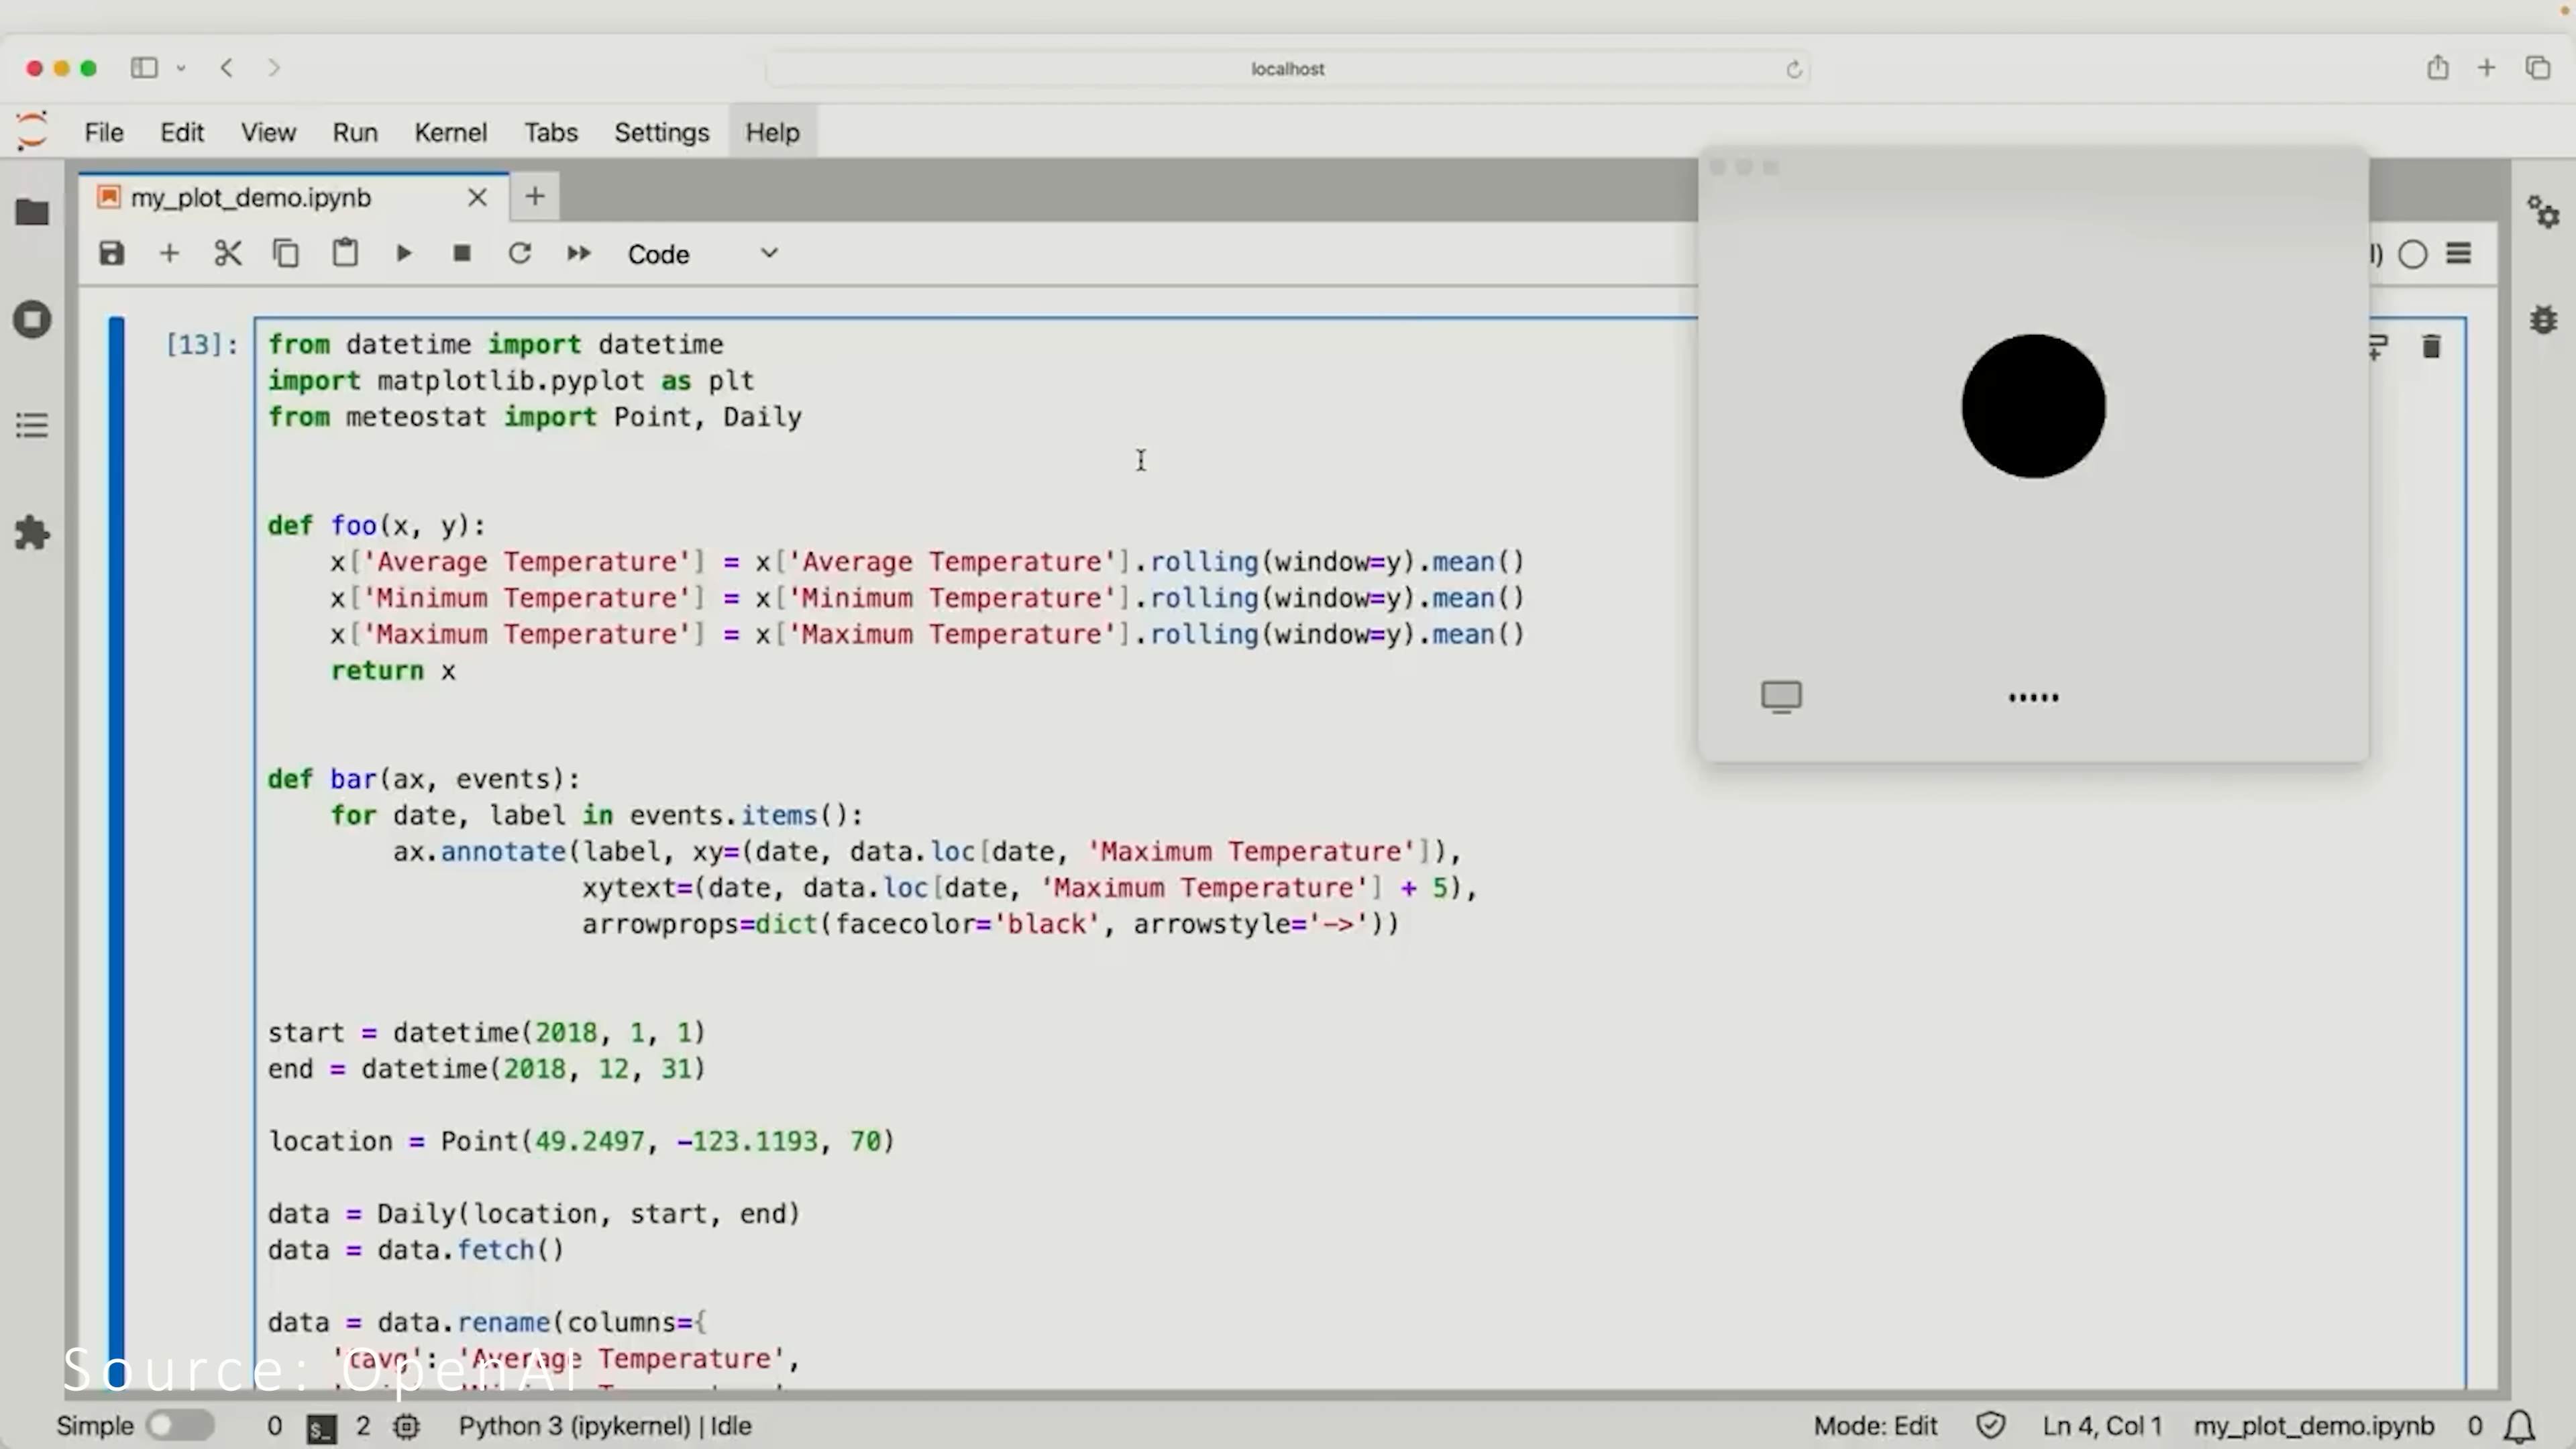 localhost
File Edit View Run Kernel Tabs Settings Help
my_plot_demo.ipynb
Code
[13]:
from datetime import datetime
import matplotlib.pyplot as plt
from meteostat import Point, Daily
def foo(x, y):
x['Average Temperature'] = x['Average Temperature'].rolling(window=y).mean()
x['Minimum Temperature'] = x['Minimum Temperature'].rolling(window=y).mean()
x['Maximum Temperature'] = x['Maximum Temperature'].rolling(window=y).mean()
return x
def bar(ax, events):
for date, label in events.items():
ax.annotate(label, xy=(date, data.loc[date, 'Maximum Temperature']),
xytext=(date, data.loc[date, 'Maximum Temperature'] + 5),
arrowprops=dict(facecolor='black', arrowstyle='->'))
start = datetime(2018, 1, 1)
end = datetime(2018, 12, 31)
location = Point(49.2497, -123.1193, 70)
data = Daily(location, start, end)
data = data.fetch()
data = data.rename(columns={
'tavg': 'Average Temperature',
Source: OpenAI
Simple 0 $_ 2 Python 3 (ipykernel) | Idle Mode: Edit Ln 4, Col 1 my_plot_demo.ipynb 0